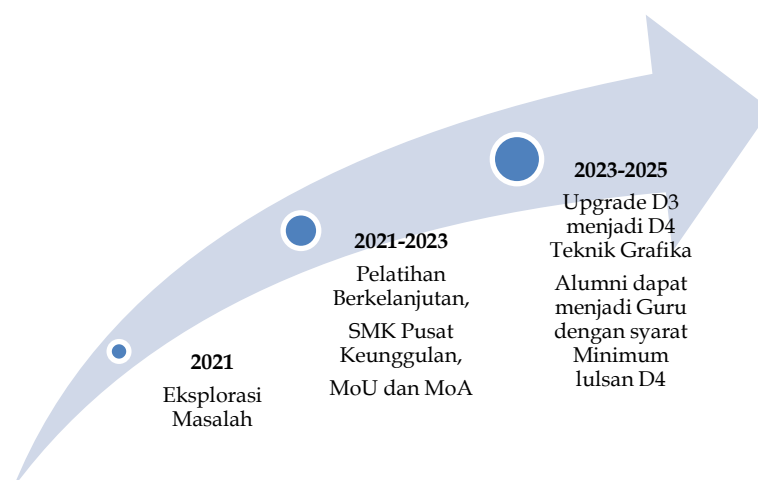 2021
Eksplorasi
Masalah
2021-2023
Pelatihan
Berkelanjutan,
SMK Pusat
Keunggulan,
MoU dan MoA
2023-2025
Upgrade D3
menjadi D4
Teknik Grafika
Alumni dapat
menjadi Guru
dengan syarat
Minimum
lulsan D4